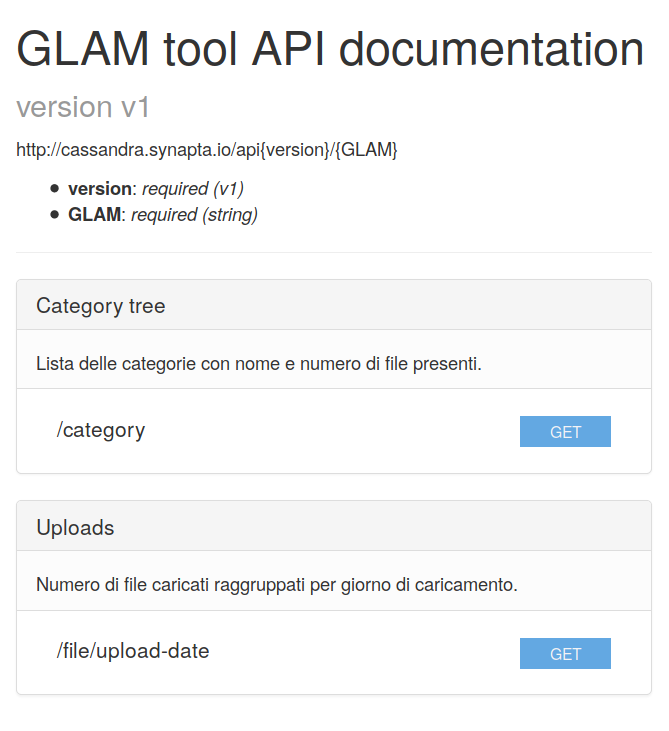 GLAM tool API documentation
version v1
http://cassandra.synapta.io/api{version}/{GLAM}
version: required (v1)
GLAM: required (string)
Category tree
Lista delle categorie con nome e numero di file presenti.
/category
GET
Uploads
Numero di file caricati raggruppati per giorno di caricamento.
/file/upload-date
GET